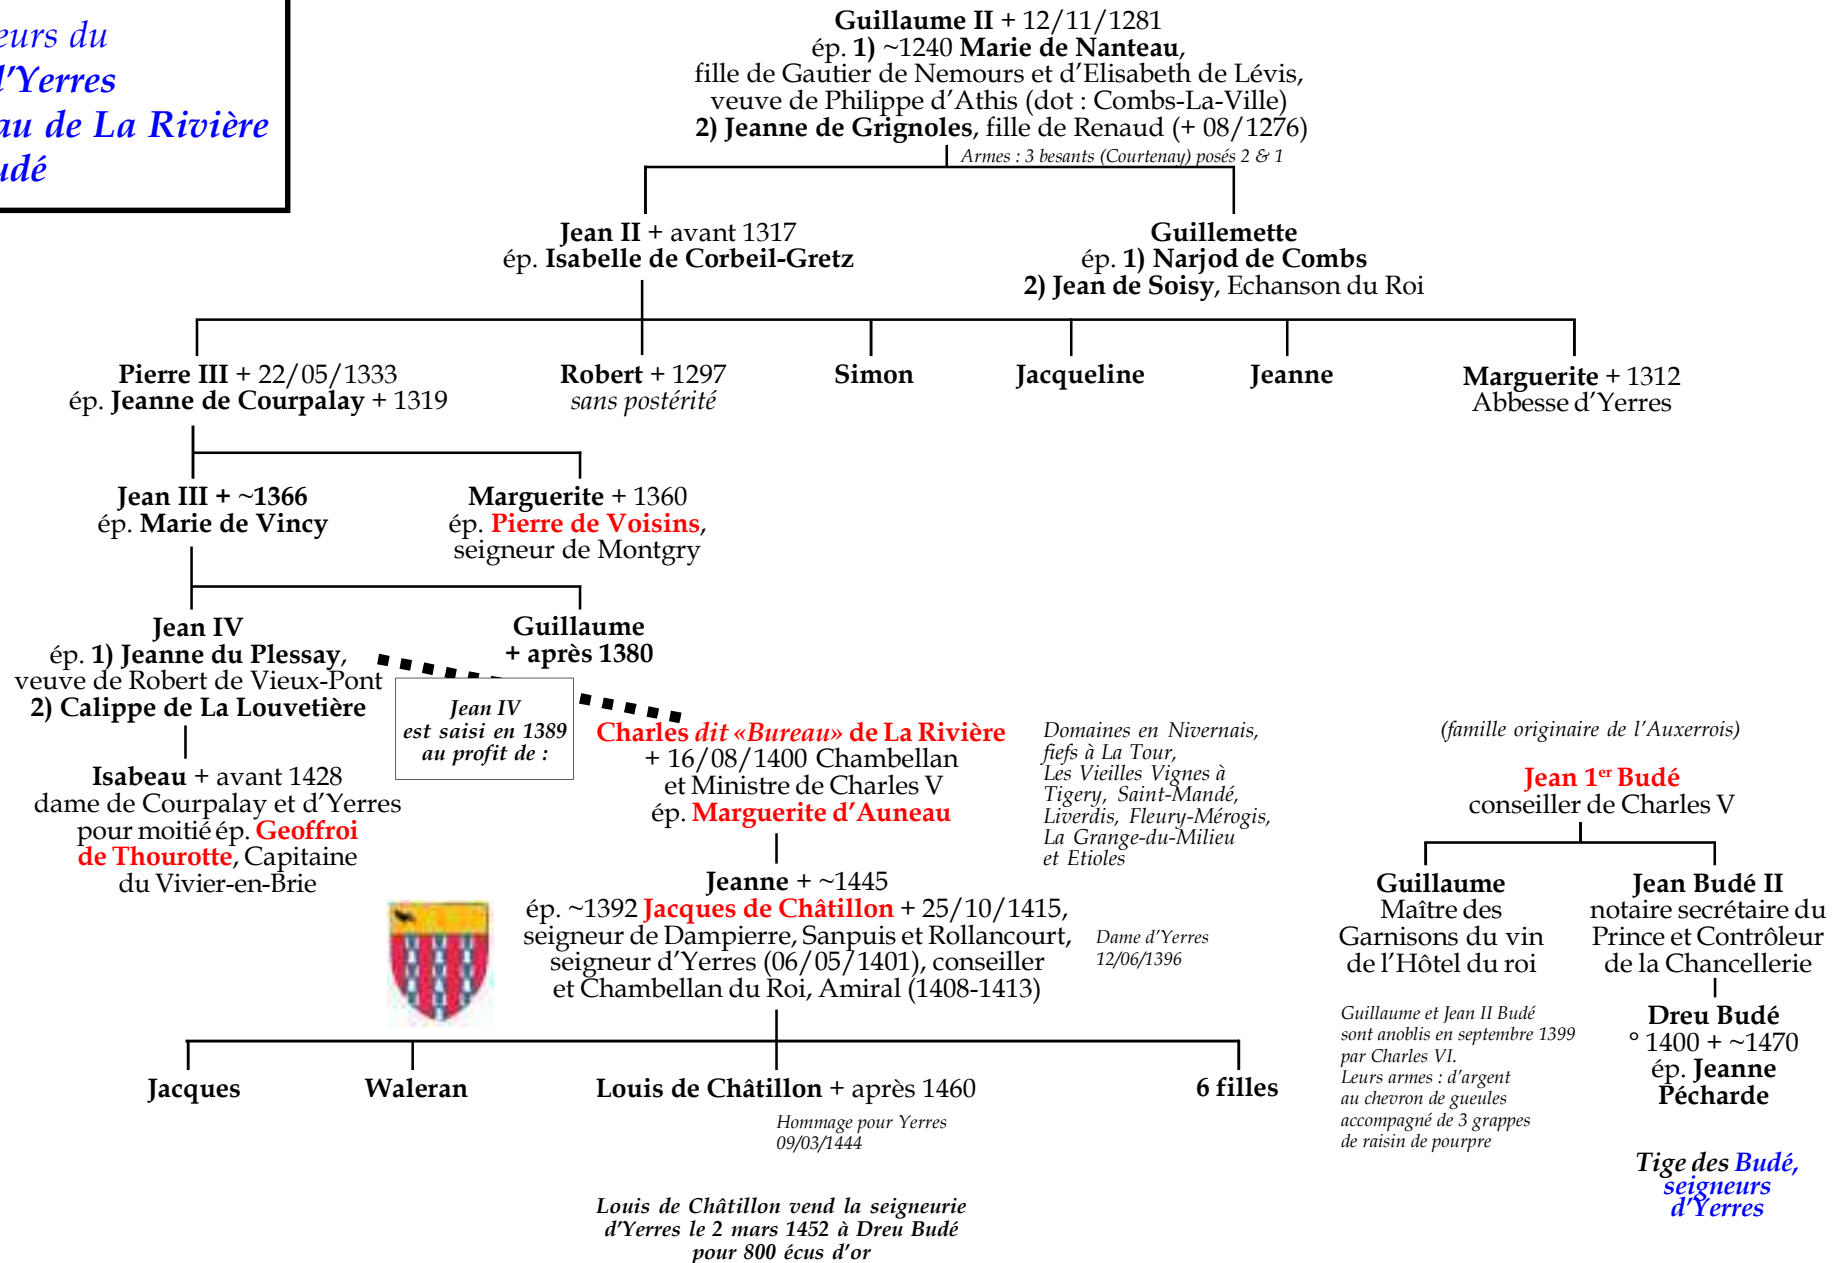 eurs du
d'Yerres
au de La Rivière
udé
Guillaume II + 12/11/1281
ép. 1) ~1240 Marie de Nanteau,
fille de Gautier de Nemours et d'Elisabeth de Lévis,
veuve de Philippe d'Athis (dot : Combs-La-Ville)
2) Jeanne de Grignoles, fille de Renaud (+ 08/1276)
Armes : 3 besants (Courtenay) posés 2 & 1
Jean II + avant 1317
ép. Isabelle de Corbeil-Gretz
Guillemette
ép. 1) Narjod de Combs
2) Jean de Soisy, Echanson du Roi
Pierre III + 22/05/1333
ép. Jeanne de Courpalay + 1319
Robert + 1297
sans postérité
Simon
Jacqueline
Jeanne
Marguerite + 1312
Abbesse d'Yerres
Jean III + ~1366
ép. Marie de Vincy
Marguerite + 1360
ép. Pierre de Voisins,
seigneur de Montgry
Jean IV
ép. 1) Jeanne du Plessay,
veuve de Robert de Vieux-Pont
2) Calippe de La Louvetière
Guillaume
+ après 1380
Jean IV
est saisi en 1389
au profit de :
Isabeau + avant 1428
dame de Courpalay et d'Yerres
pour moitié ép. Geoffroi
de Thourotte, Capitaine
du Vivier-en-Brie
Charles dit «Bureau» de La Rivière
+ 16/08/1400 Chambellan
et Ministre de Charles V
ép. Marguerite d'Auneau
Domaines en Nivernais,
fiefs à La Tour,
Les Vieilles Vignes à
Tigery, Saint-Mandé,
Liverdis, Fleury-Mérogis,
La Grange-du-Milieu
et Etioles
Jeanne + ~1445
ép. ~1392 Jacques de Châtillon + 25/10/1415,
seigneur de Dampierre, Sanpuis et Rollancourt,
seigneur d'Yerres (06/05/1401), conseiller
et Chambellan du Roi, Amiral (1408-1413)
Dame d'Yerres
12/06/1396
Jacques
Waleran
Louis de Châtillon + après 1460
6 filles
Hommage pour Yerres
09/03/1444
Louis de Châtillon vend la seigneurie
d'Yerres le 2 mars 1452 à Dreu Budé
pour 800 écus d'or
(famille originaire de l'Auxerrois)
Jean 1er Budé
conseiller de Charles V
Guillaume
Maître des
Garnisons du vin
de l'Hôtel du roi
Jean Budé II
notaire secrétaire du
Prince et Contrôleur
de la Chancellerie
Guillaume et Jean II Budé
sont anoblis en septembre 1399
par Charles VI.
Leurs armes : d'argent
au chevron de gueules
accompagné de 3 grappes
de raisin de pourpre
Dreu Budé
° 1400 + ~1470
ép. Jeanne
Pécharde
Tige des Budé,
seigneurs
d'Yerres